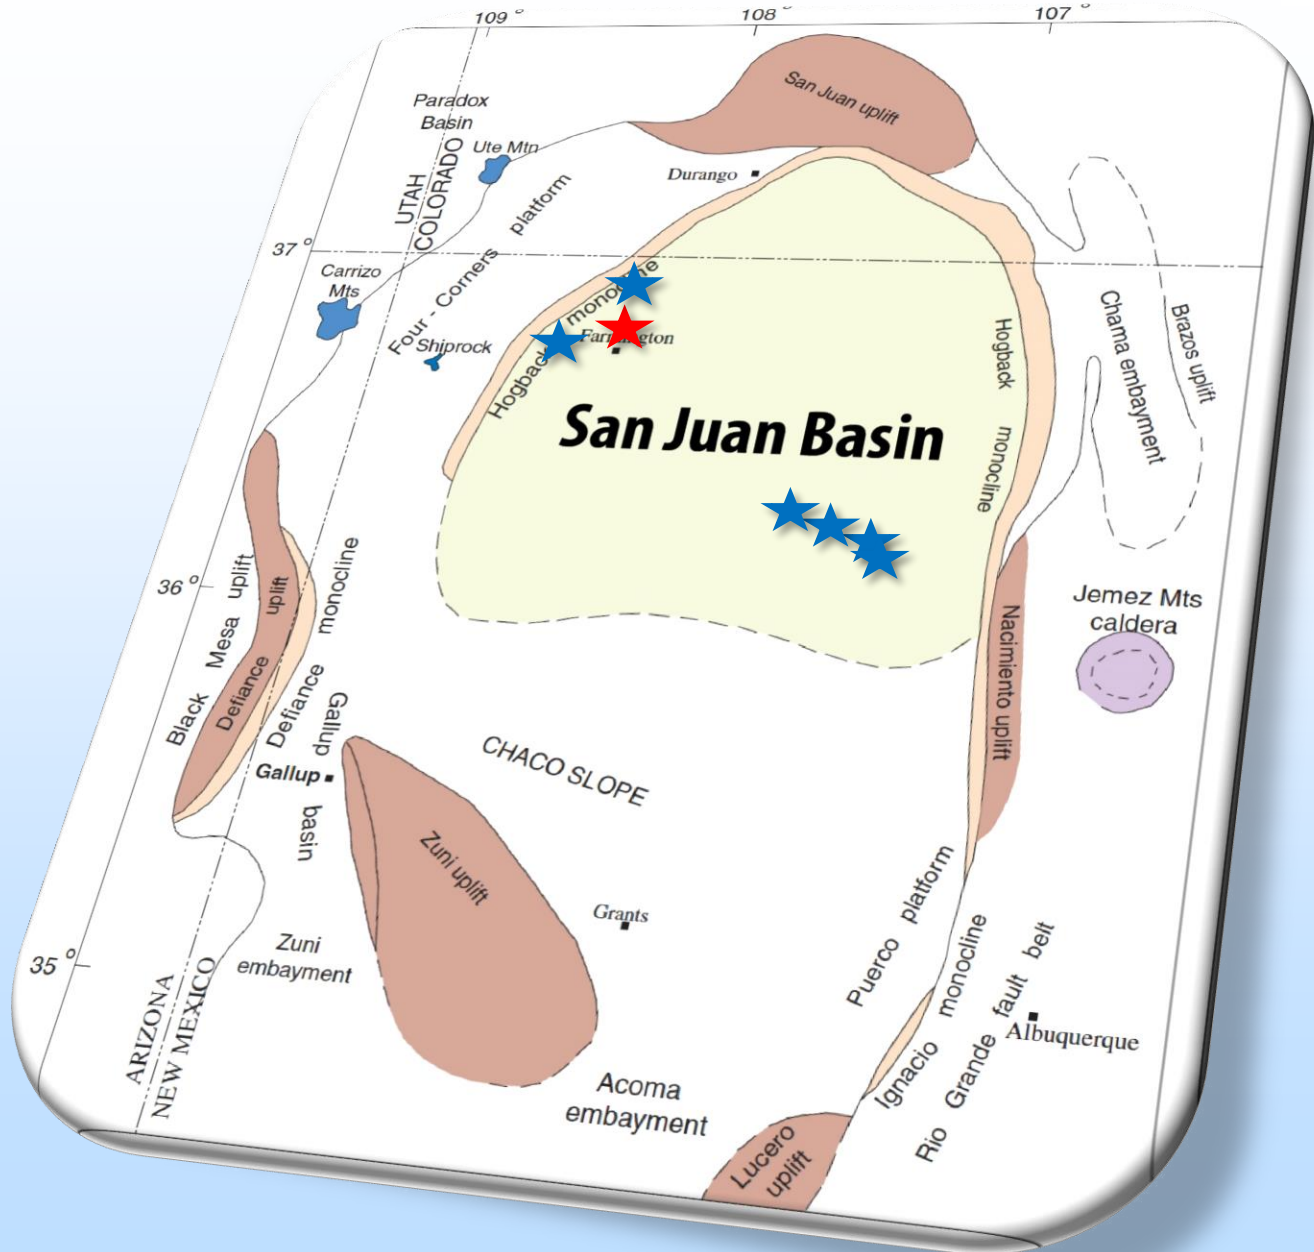 109°
108°
107°
San Juan uplift
Paradox
Basin
Ute Mtn
UTAH
COLORADO
Durango
Four - Corners platform
37°
Carrizo
Mts
Shiprock
Hogback monocline
Farmington
San Juan Basin
Hogback monocline
Chama embayment
Brazos uplift
36°
Black Mesa uplift
Defiance uplift
Defiance monocline
Gallup basin
Gallup
CHACO SLOPE
Nacimiento uplift
Jemez Mts
caldera
Zuni uplift
Grants
Zuni
embayment
35°
ARIZONA
NEW MEXICO
Puerco platform
Ignacio monocline
Rio Grande fault belt
Albuquerque
Acoma
embayment
Lucero
uplift